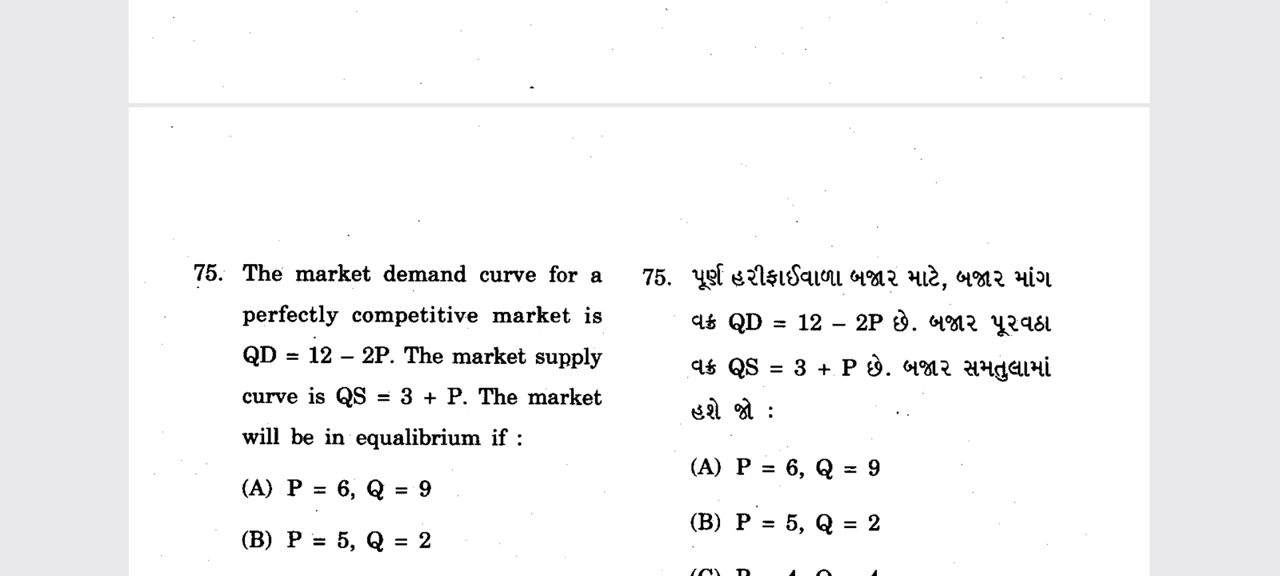 75. The market demand curve for a
perfectly competitive market is
QD = 12 – 2P. The market supply
curve is QS = 3 + P. The market
will be in equalibrium if :
(A) P = 6, Q = 9
(B) P = 5, Q = 2
75. પૂર્ણ હરીફાઈવાળા બજાર માટે, બજાર માંગ
વક્ર QD = 12 – 2P છે. બજાર પૂરવઠા
વક્ર QS = 3 + P છે. બજાર સમતુલામાં
હશે જો :
(A) P = 6, Q = 9
(B) P = 5, Q = 2